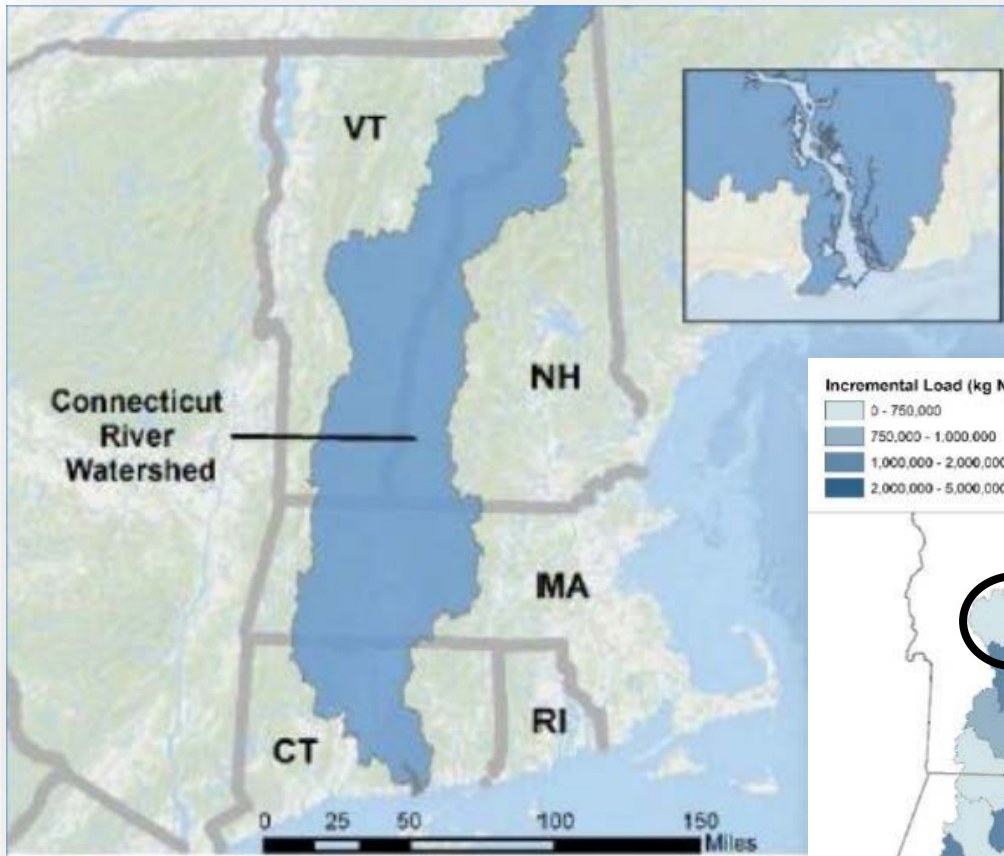 VT
NH
Connecticut
River
Watershed
MA
RI
CT
0 25 50 100 150
Miles
Incremental Load (kg N
0 - 750,000
750,000 - 1,000,000
1,000,000 - 2,000,000
2,000,000 - 5,000,000